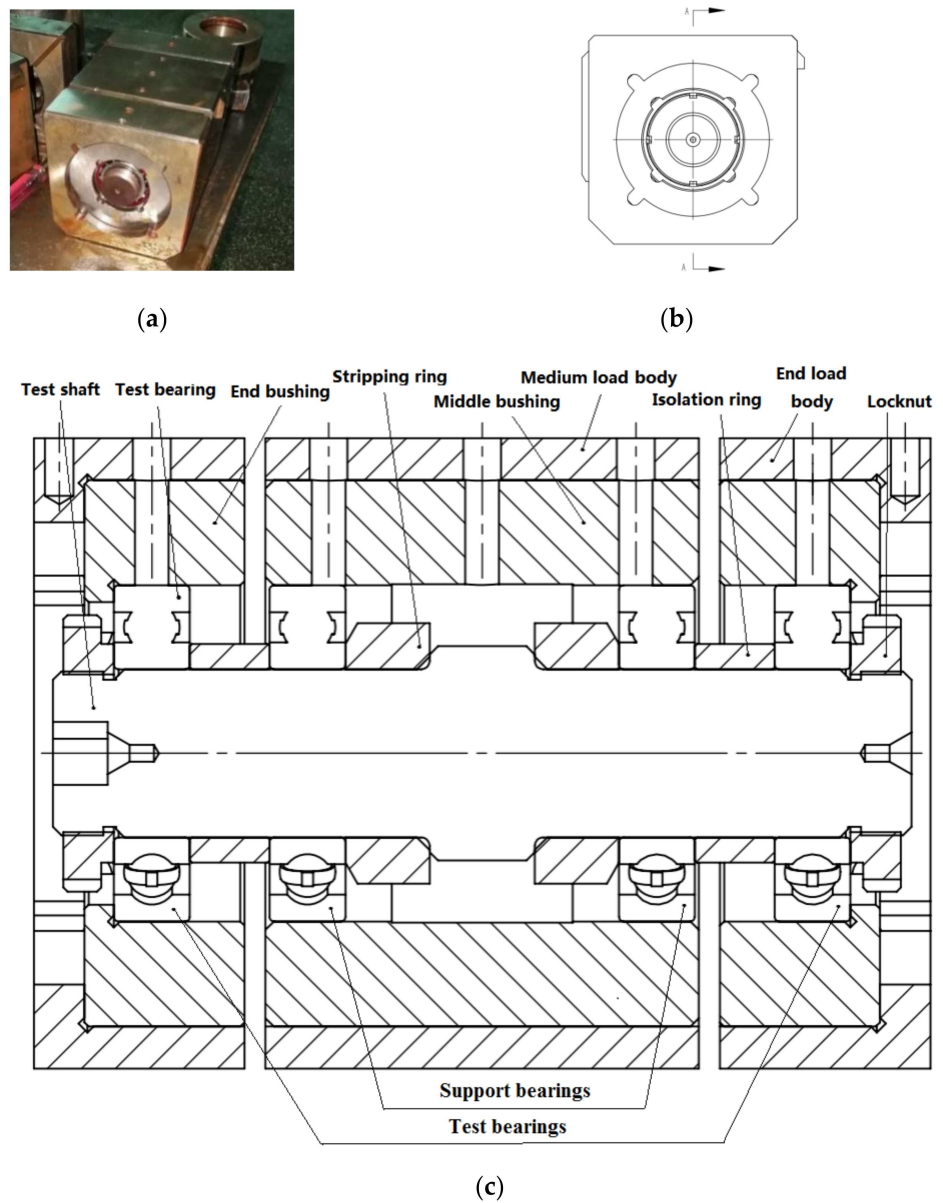 A
A
(a)
(b)
Test shaft
Test bearing
End bushing
Stripping ring
Medium load body
Middle bushing
Isolation ring
End load
body
Locknut
Support bearings
Test bearings
(c)